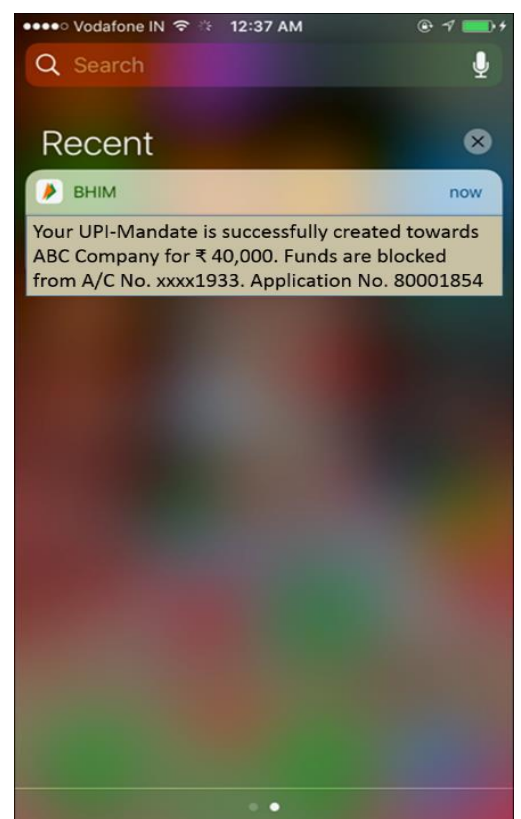 Vodafone IN 12:37 AM
Search
Recent
BHIM now
Your UPI-Mandate is successfully created towards
ABC Company for ₹ 40,000. Funds are blocked
from A/C No. xxxx1933. Application No. 80001854